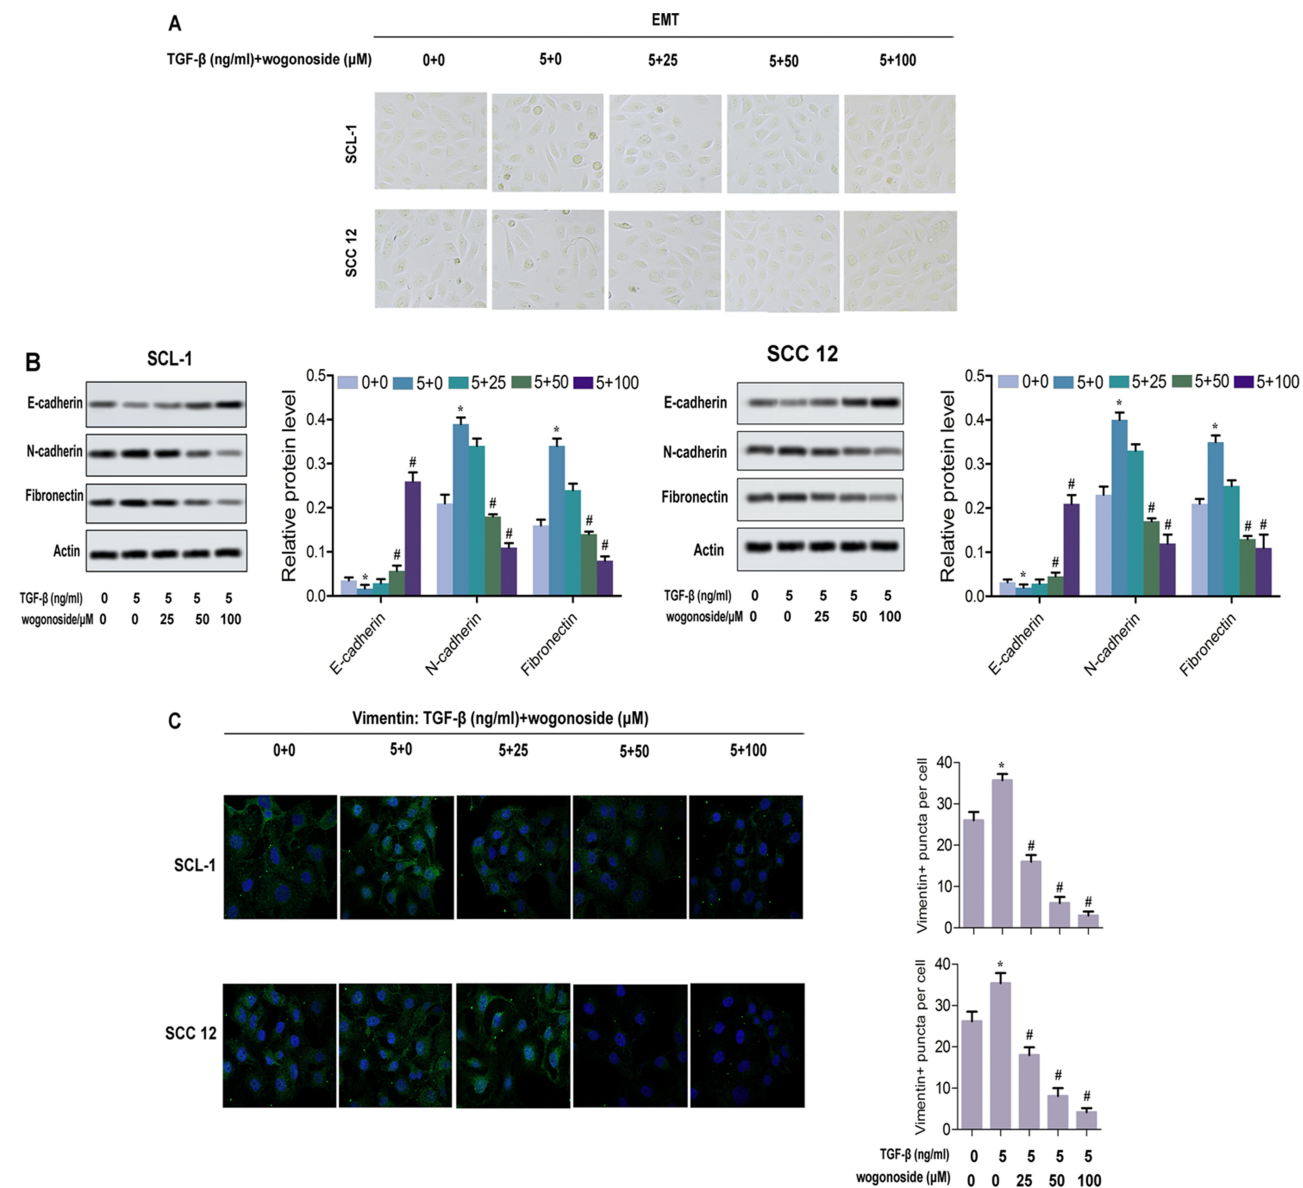 A
EMT
TGF-β (ng/ml)+wogonoside (μM)
0+0 5+0 5+25 5+50 5+100
SCL-1
SCC 12
B
SCL-1
E-cadherin
N-cadherin
Fibronectin
Actin
TGF-β (ng/ml) 0 5 5 5 5
wogonoside/μM 0 0 25 50 100
0+0 5+0 5+25 5+50 5+100
Relative protein level
0.5
0.4
0.3
0.2
0.1
0.0
* # # * # # * # #
E-cadherin
N-cadherin
Fibronectin
SCC 12
E-cadherin
N-cadherin
Fibronectin
Actin
TGF-β (ng/ml) 0 5 5 5 5
wogonoside/μM 0 0 25 50 100
0+0 5+0 5+25 5+50 5+100
Relative protein level
0.5
0.4
0.3
0.2
0.1
0.0
* # # * # # * # #
E-cadherin
N-cadherin
Fibronectin
C
Vimentin: TGF-β (ng/ml)+wogonoside (μM)
0+0 5+0 5+25 5+50 5+100
SCL-1
SCC 12
Vimentin+ puncta per cell
40
30
20
10
0
* # # #
Vimentin+ puncta per cell
40
30
20
10
0
* # # #
TGF-β (ng/ml) 0 5 5 5 5
wogonoside (μM) 0 0 25 50 100